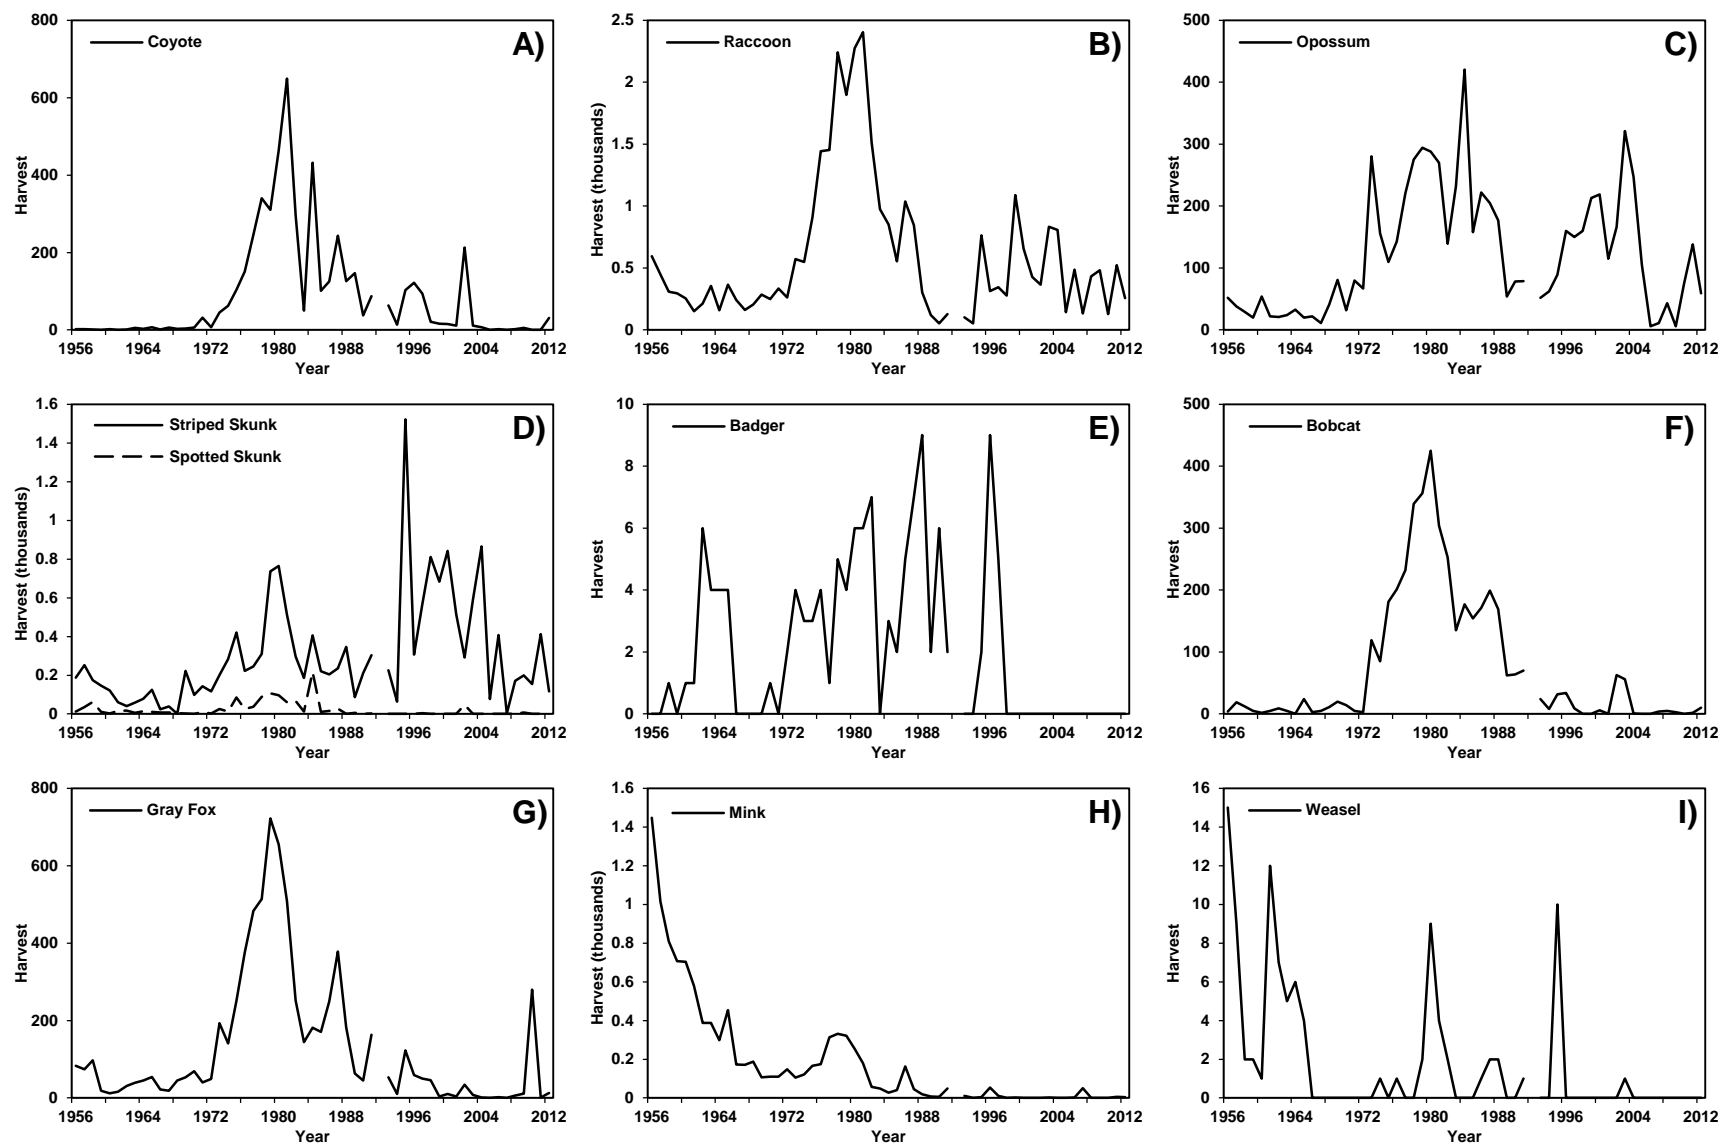 Coyote
A)
800
600
400
200
0
Harvest
1956 1964 1972 1980 1988 1996 2004 2012
Year
Raccoon
B)
2.5
2
1.5
1
0.5
0
Harvest (thousands)
1956 1964 1972 1980 1988 1996 2004 2012
Year
Opossum
C)
500
400
300
200
100
0
Harvest
1956 1964 1972 1980 1988 1996 2004 2012
Year
Striped Skunk
Spotted Skunk
D)
1.6
1.4
1.2
1
0.8
0.6
0.4
0.2
0
Harvest (thousands)
1956 1964 1972 1980 1988 1996 2004 2012
Year
Badger
E)
10
8
6
4
2
0
Harvest
1956 1964 1972 1980 1988 1996 2004 2012
Year
Bobcat
F)
500
400
300
200
100
0
Harvest
1956 1964 1972 1980 1988 1996 2004 2012
Year
Gray Fox
G)
800
600
400
200
0
Harvest
1956 1964 1972 1980 1988 1996 2004 2012
Year
Mink
H)
1.6
1.4
1.2
1
0.8
0.6
0.4
0.2
0
Harvest (thousands)
1956 1964 1972 1980 1988 1996 2004 2012
Year
Weasel
I)
16
14
12
10
8
6
4
2
0
Harvest
1956 1964 1972 1980 1988 1996 2004 2012
Year